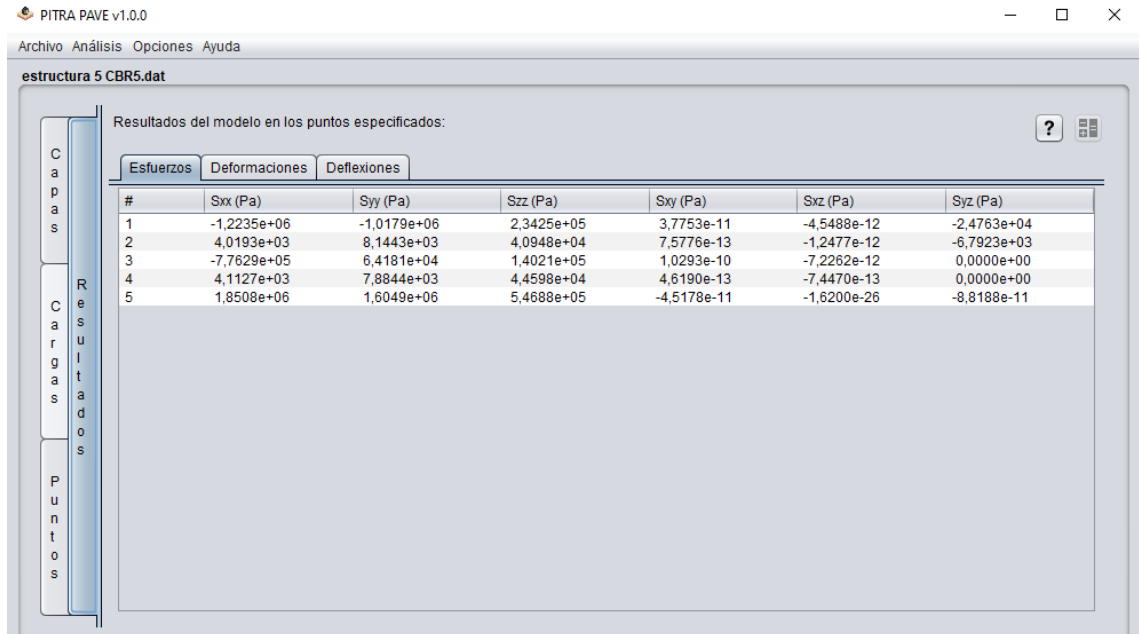 PITRA PAVE v1.0.0
Archivo Análisis Opciones Ayuda
estructura 5 CBR5.dat
Capas
Cargas
Puntos
Resultados
Resultados del modelo en los puntos especificados:
?
Esfuerzos Deformaciones Deflexiones
# Sxx (Pa) Syy (Pa) Szz (Pa) Sxy (Pa) Sxz (Pa) Syz (Pa)
1 -1,2235e+06 -1,0179e+06 2,3425e+05 3,7753e-11 -4,5488e-12 -2,4763e+04
2 4,0193e+03 8,1443e+03 4,0948e+04 7,5776e-13 -1,2477e-12 -6,7923e+03
3 -7,7629e+05 6,4181e+04 1,4021e+05 1,0293e-10 -7,2262e-12 0,0000e+00
4 4,1127e+03 7,8844e+03 4,4598e+04 4,6190e-13 -7,4470e-13 0,0000e+00
5 1,8508e+06 1,6049e+06 5,4688e+05 -4,5178e-11 -1,6200e-26 -8,8188e-11